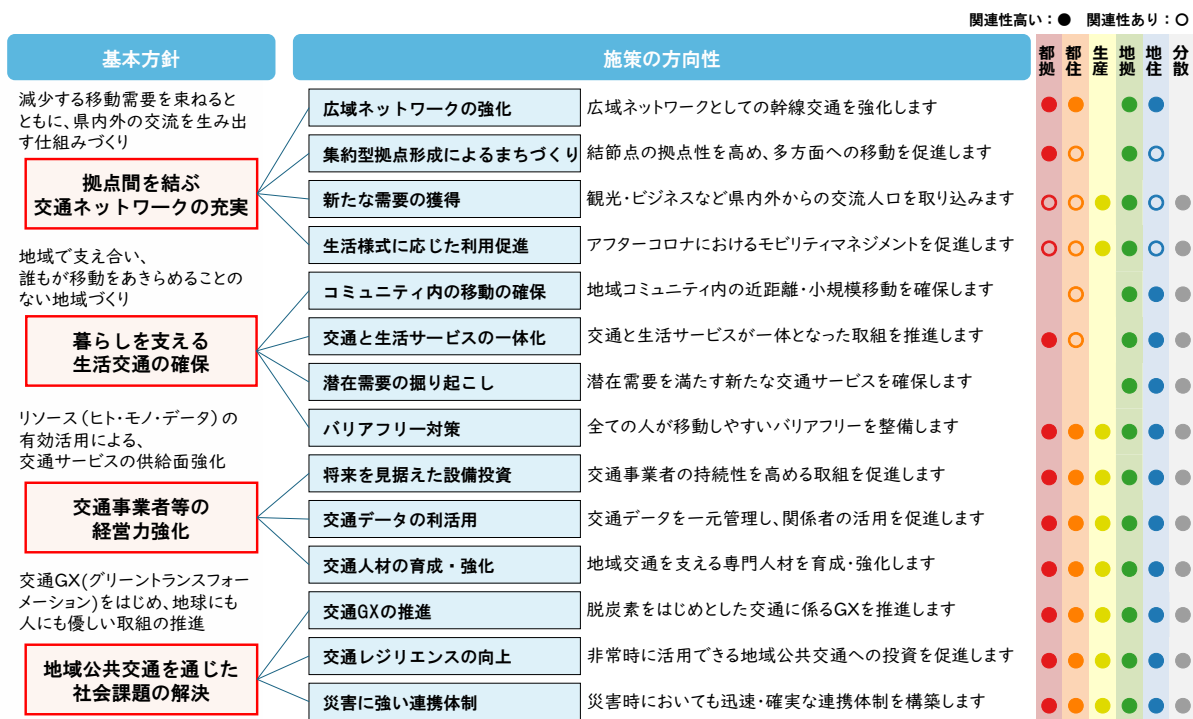 関連性高い：● 関連性あり：○
基本方針
施策の方向性
都拠 都住 生産 地拠 地住 分散
減少する移動需要を束ねると
ともに、県内外の交流を生み出
す仕組みづくり
拠点間を結ぶ
交通ネットワークの充実
広域ネットワークの強化 広域ネットワークとしての幹線交通を強化します ● ● ● ●
集約型拠点形成によるまちづくり 結節点の拠点性を高め、多方面への移動を促進します ● ○ ● ○
新たな需要の獲得 観光・ビジネスなど県内外からの交流人口を取り込みます ○ ○ ● ● ○ ●
生活様式に応じた利用促進 アフターコロナにおけるモビリティマネジメントを促進します ○ ○ ● ● ○ ●
地域で支え合い、
誰もが移動をあきらめることの
ない地域づくり
暮らしを支える
生活交通の確保
コミュニティ内の移動の確保 地域コミュニティ内の近距離・小規模移動を確保します ○ ● ● ●
交通と生活サービスの一体化 交通と生活サービスが一体となった取組を推進します ● ○ ● ● ●
潜在需要の掘り起こし 潜在需要を満たす新たな交通サービスを確保します ● ● ●
バリアフリー対策 全ての人が移動しやすいバリアフリーを整備します ● ● ● ● ● ●
リソース（ヒト・モノ・データ）の
有効活用による、
交通サービスの供給面強化
交通事業者等の
経営力強化
将来を見据えた設備投資 交通事業者の持続性を高める取組を促進します ● ● ● ● ● ●
交通データの利活用 交通データを一元管理し、関係者の活用を促進します ● ● ● ● ● ●
交通人材の育成・強化 地域交通を支える専門人材を育成・強化します ● ● ● ● ● ●
交通GX(グリーントランスフォー
メーション)をはじめ、地球にも
人にも優しい取組の推進
地域公共交通を通じた
社会課題の解決
交通GXの推進 脱炭素をはじめとした交通に係るGXを推進します ● ● ● ● ● ●
交通レジリエンスの向上 非常時に活用できる地域公共交通への投資を促進します ● ● ● ● ● ●
災害に強い連携体制 災害時においても迅速・確実な連携体制を構築します ● ● ● ● ● ●